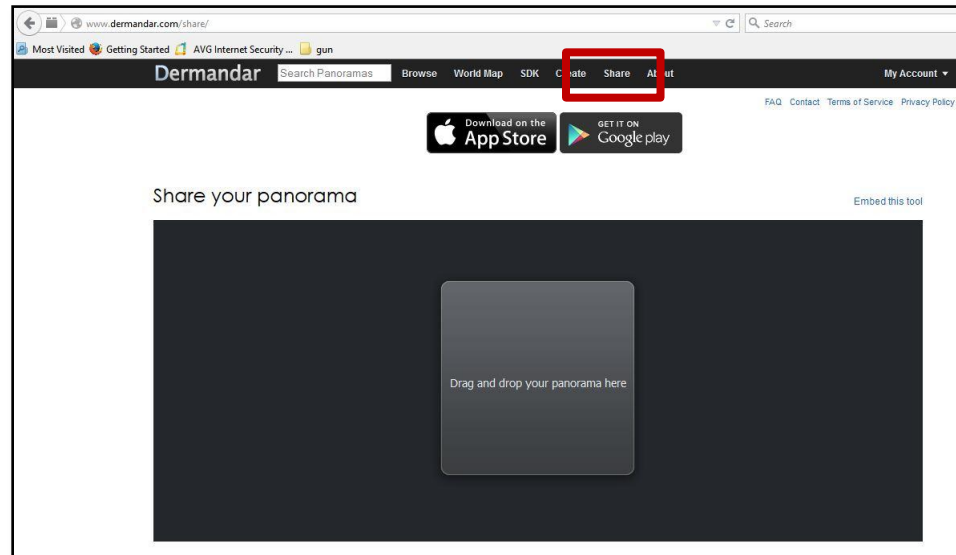 www.dermandar.com/share/ Search
Most Visited Getting Started AVG Internet Security ... gun
Dermandar Search Panoramas Browse World Map SDK Share My Account
FAQ Contact Terms of Service Privacy Policy
Download on the App Store GET IT ON Google play
Share your panorama
Embed this tool
Drag and drop your panorama here